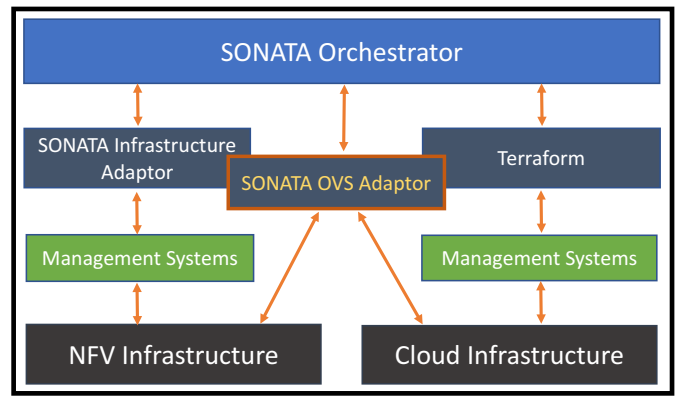 SONATA Orchestrator
SONATA Infrastructure
Adaptor
Terraform
SONATA OVS Adaptor
Management Systems
Management Systems
NFV Infrastructure
Cloud Infrastructure